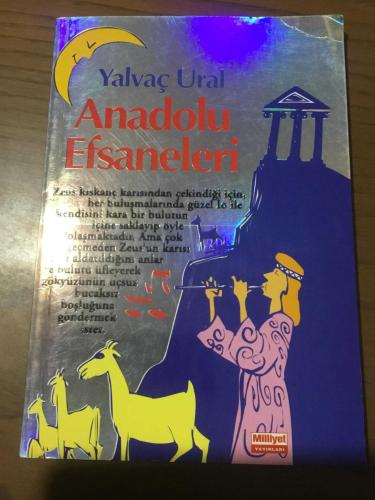 Yalvaç Ural
Anadolu
Efsaneleri
Zeus kıskanç karısından çekindiği için,
her buluşmalarında güzel Io ile
kendisini kara bir bulutun
içine saklayıp öyle
dolaşmaktadır. Ama çok
geçmeden Zeus'un karısı
aldatıldığını anlar
ve bulutu üfleyerek
gökyüzünün uçsuz
bucaksız
boşluğuna
göndermek
ister.
Milliyet
YAYINLARI